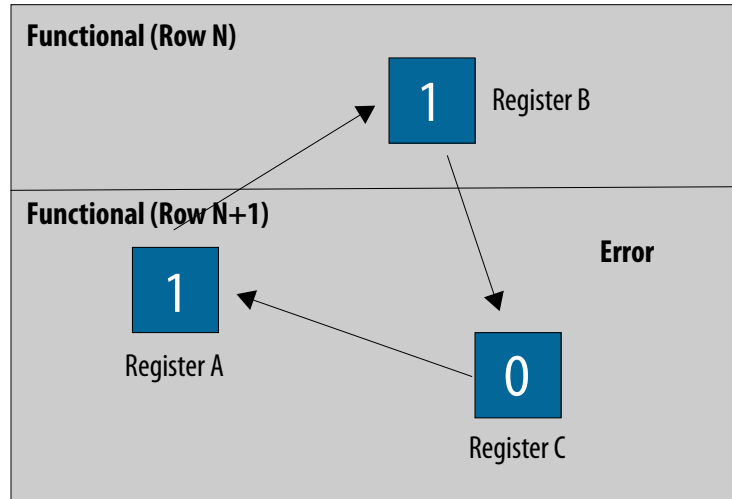 Functional (Row N)
1
Register B
Functional (Row N+1)
Error
1
Register A
0
Register C